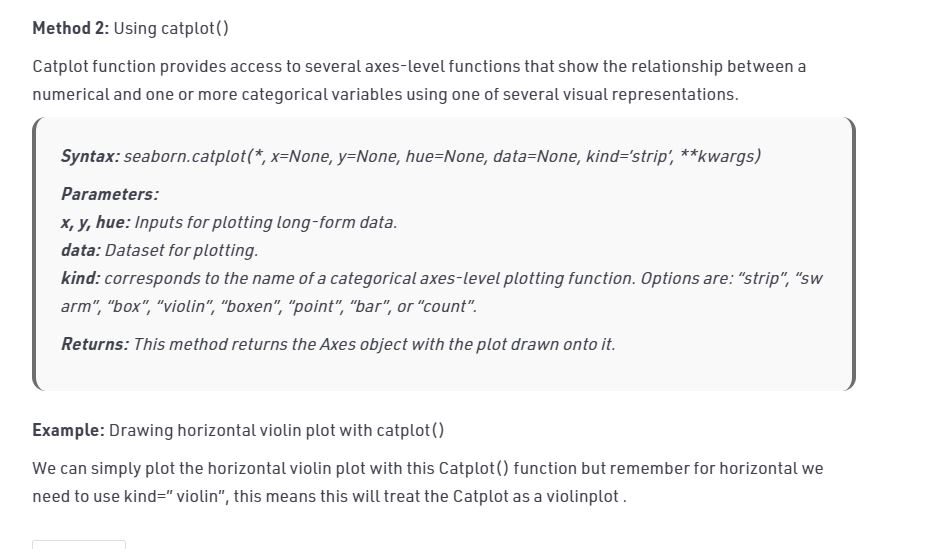 Method 2: Using catplot()
Catplot function provides access to several axes-level functions that show the relationship between a
numerical and one or more categorical variables using one of several visual representations.
Syntax: seaborn.catplot(*, x=None, y=None, hue=None, data=None, kind=’strip’, **kwargs)
Parameters:
x, y, hue: Inputs for plotting long-form data.
data: Dataset for plotting.
kind: corresponds to the name of a categorical axes-level plotting function. Options are: “strip”, “sw
arm”, “box”, “violin”, “boxen”, “point”, “bar”, or “count”.
Returns: This method returns the Axes object with the plot drawn onto it.
Example: Drawing horizontal violin plot with catplot()
We can simply plot the horizontal violin plot with this Catplot() function but remember for horizontal we
need to use kind=” violin”, this means this will treat the Catplot as a violinplot .